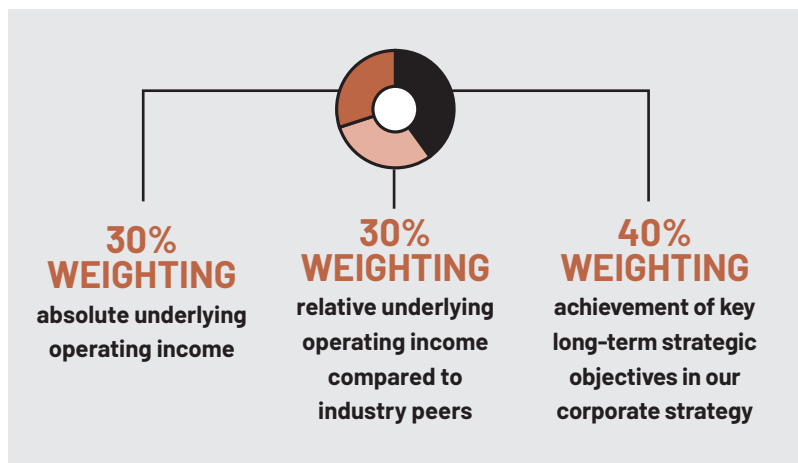 30%
WEIGHTING
absolute underlying
operating income
30%
WEIGHTING
relative underlying
operating income
compared to
industry peers
40%
WEIGHTING
achievement of key
long-term strategic
objectives in our
corporate strategy